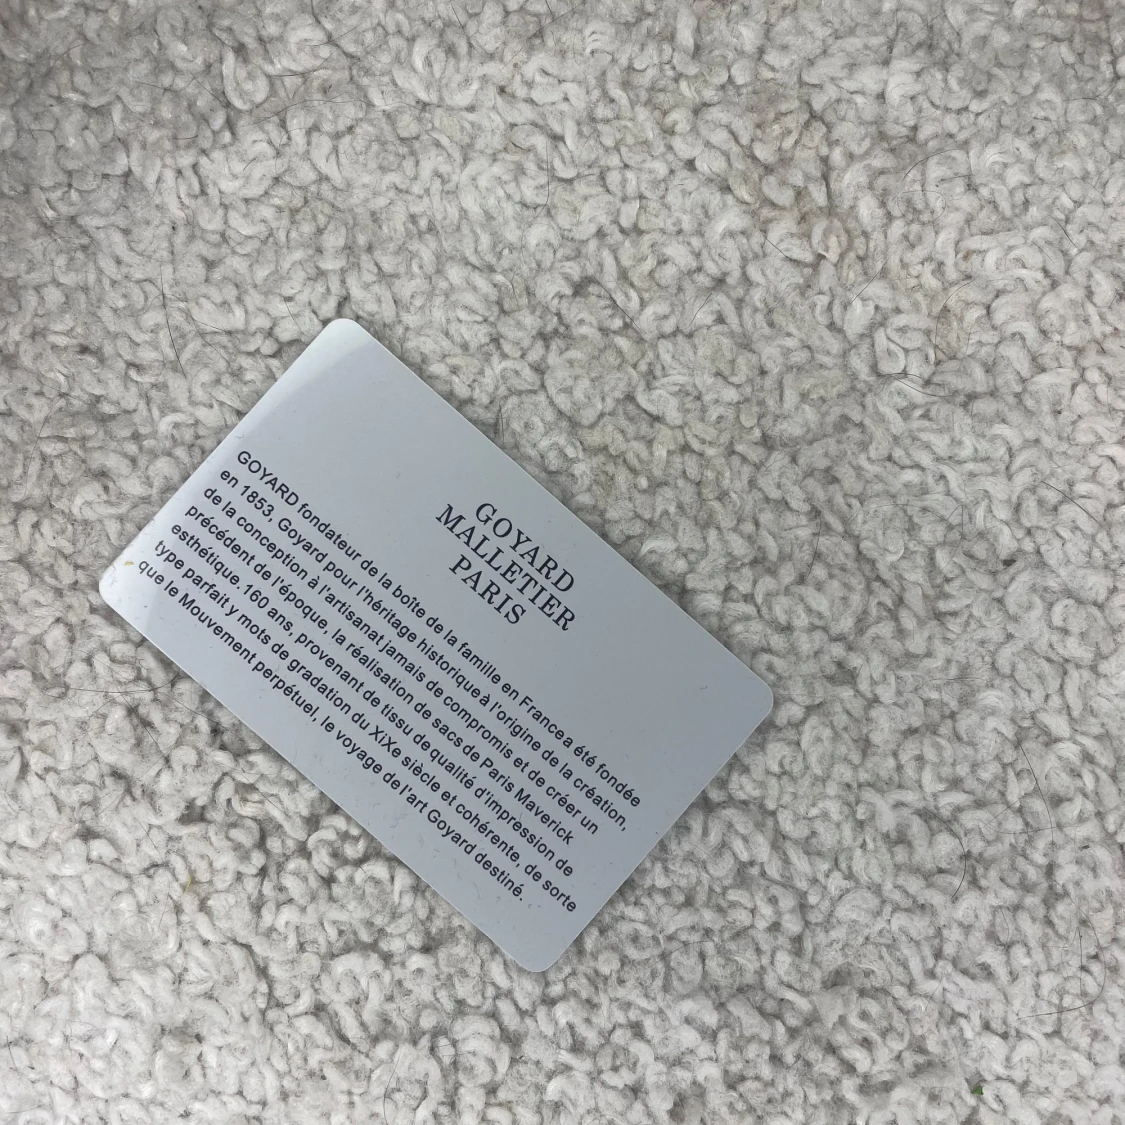 GOYARD
MALLETIER
PARIS
GOYARD fondateur de la boîte de la famille en France a été fondée
en 1853, Goyard pour l'héritage historique à l'origine de la création,
de la conception à l'artisanat jamais de compromis et de créer un
précédent de l'époque, la réalisation de sacs de Paris Maverick
esthétique, 160 ans, provenant de tissu de qualité d'impression de
type parfait y mots de gradation du XiXe siècle et cohérente, de sorte
que le Mouvement perpétuel, le voyage de l'art Goyard destiné.